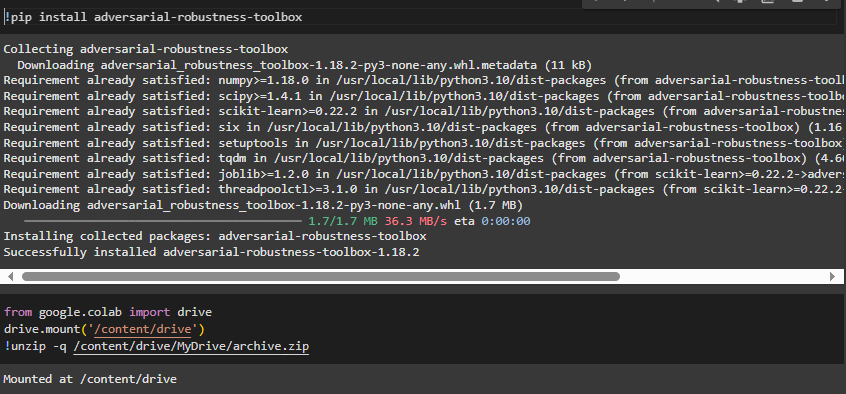 !pip install adversarial-robustness-toolbox
Collecting adversarial-robustness-toolbox
Downloading adversarial_robustness_toolbox-1.18.2-py3-none-any.whl.metadata (11 kB)
Requirement already satisfied: numpy>=1.18.0 in /usr/local/lib/python3.10/dist-packages (from adversarial-robustness-tool
Requirement already satisfied: scipy>=1.4.1 in /usr/local/lib/python3.10/dist-packages (from adversarial-robustness-toolb
Requirement already satisfied: scikit-learn>=0.22.2 in /usr/local/lib/python3.10/dist-packages (from adversarial-robustnes
Requirement already satisfied: six in /usr/local/lib/python3.10/dist-packages (from adversarial-robustness-toolbox) (1.16
Requirement already satisfied: setuptools in /usr/local/lib/python3.10/dist-packages (from adversarial-robustness-toolbox
Requirement already satisfied: tqdm in /usr/local/lib/python3.10/dist-packages (from adversarial-robustness-toolbox) (4.66
Requirement already satisfied: joblib>=1.2.0 in /usr/local/lib/python3.10/dist-packages (from scikit-learn>=0.22.2->advers
Requirement already satisfied: threadpoolctl>=3.1.0 in /usr/local/lib/python3.10/dist-packages (from scikit-learn>=0.22.2-
Downloading adversarial_robustness_toolbox-1.18.2-py3-none-any.whl (1.7 MB)
1.7/1.7 MB 36.3 MB/s eta 0:00:00
Installing collected packages: adversarial-robustness-toolbox
Successfully installed adversarial-robustness-toolbox-1.18.2
from google.colab import drive
drive.mount('/content/drive')
!unzip -q /content/drive/MyDrive/archive.zip
Mounted at /content/drive